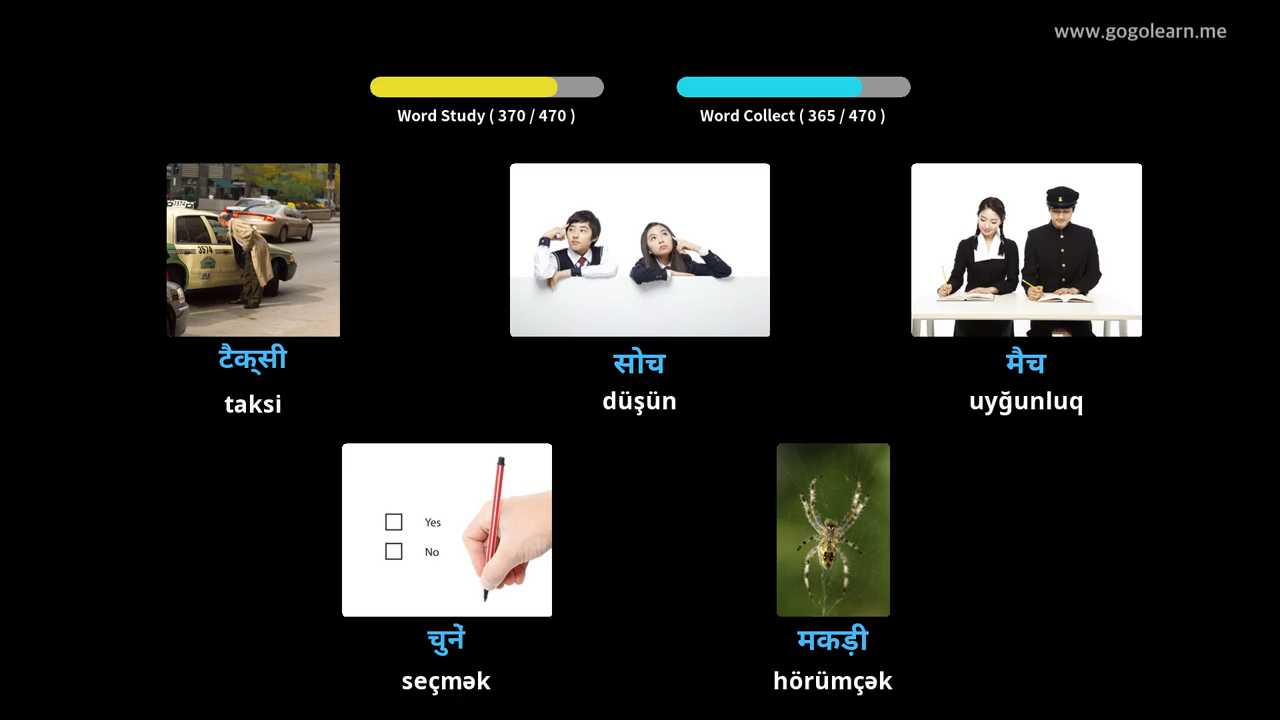 www.gogolearn.me
Word Study ( 370 / 470 )
Word Collect ( 365 / 470 )
3574
टैक्‌सी
taksi
सोच
düşün
मैच
uyğunluq
Yes
No
चुनें
seçmək
मकड़ी
hörümçək